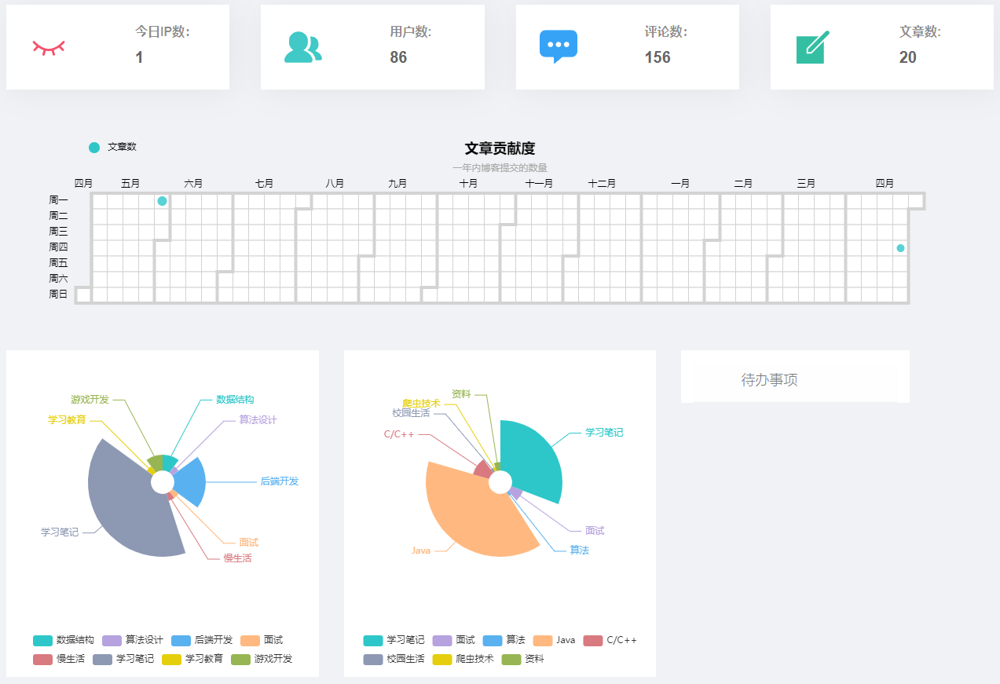 今日IP数: 用户数: 评论数: 文章数:
1 86 156 20
文章数
文章贡献度
一年内博客提交的数量
四月 五月 六月 七月 八月 九月 十月 十一月 十二月 一月 二月 三月 四月
周一
周二
周三
周四
周五
周六
周日
游戏开发 数据结构
学习教育 算法设计
后端开发
学习笔记
面试
慢生活
数据结构 算法设计 后端开发 面试
慢生活 学习笔记 学习教育 游戏开发
资料
爬虫技术
校园生活
C/C++ 学习笔记
面试
Java 算法
学习笔记 面试 算法 Java C/C++
校园生活 爬虫技术 资料
待办事项